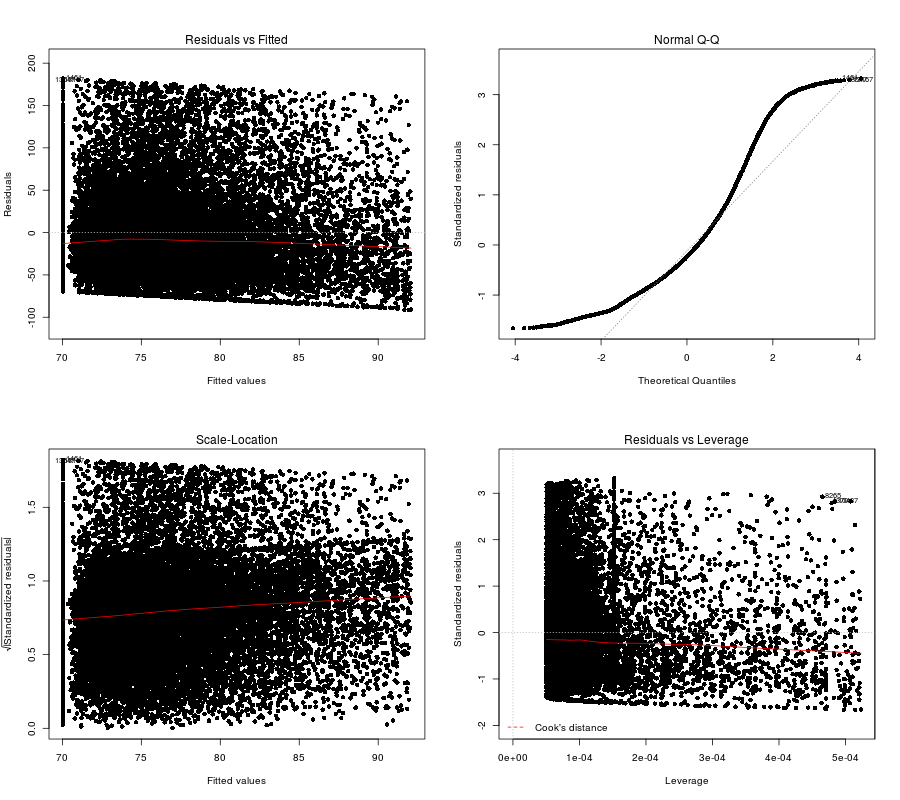 Residuals vs Fitted
Residuals
200
150
100
50
0
-50
-100
70
75
80
85
90
Fitted values
Normal Q-Q
Standardized residuals
3
2
1
0
-1
-4
-2
0
2
4
Theoretical Quantiles
Scale-Location
√|Standardized residuals|
1.5
1.0
0.5
0.0
70
75
80
85
90
Fitted values
Residuals vs Leverage
Standardized residuals
3
2
1
0
-1
-2
Cook's distance
0e+00
1e-04
2e-04
3e-04
4e-04
5e-04
Leverage